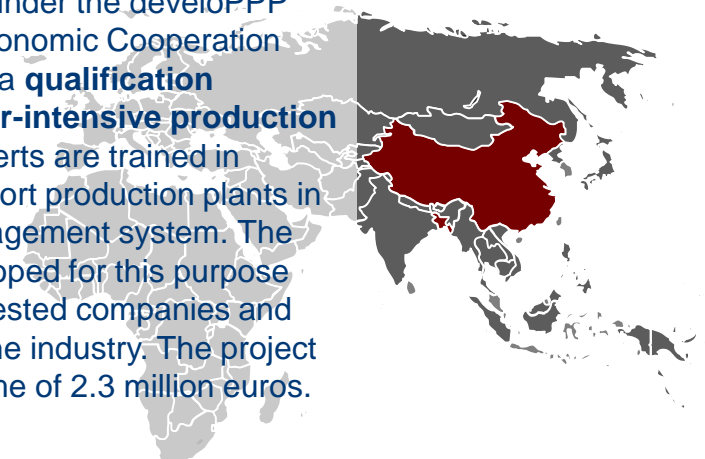 under the develoPPP
onomic Cooperation
a qualification
r-intensive production
erts are trained in
ort production plants in
agement system. The
oped for this purpose
ested companies and
he industry. The project
ne of 2.3 million euros.